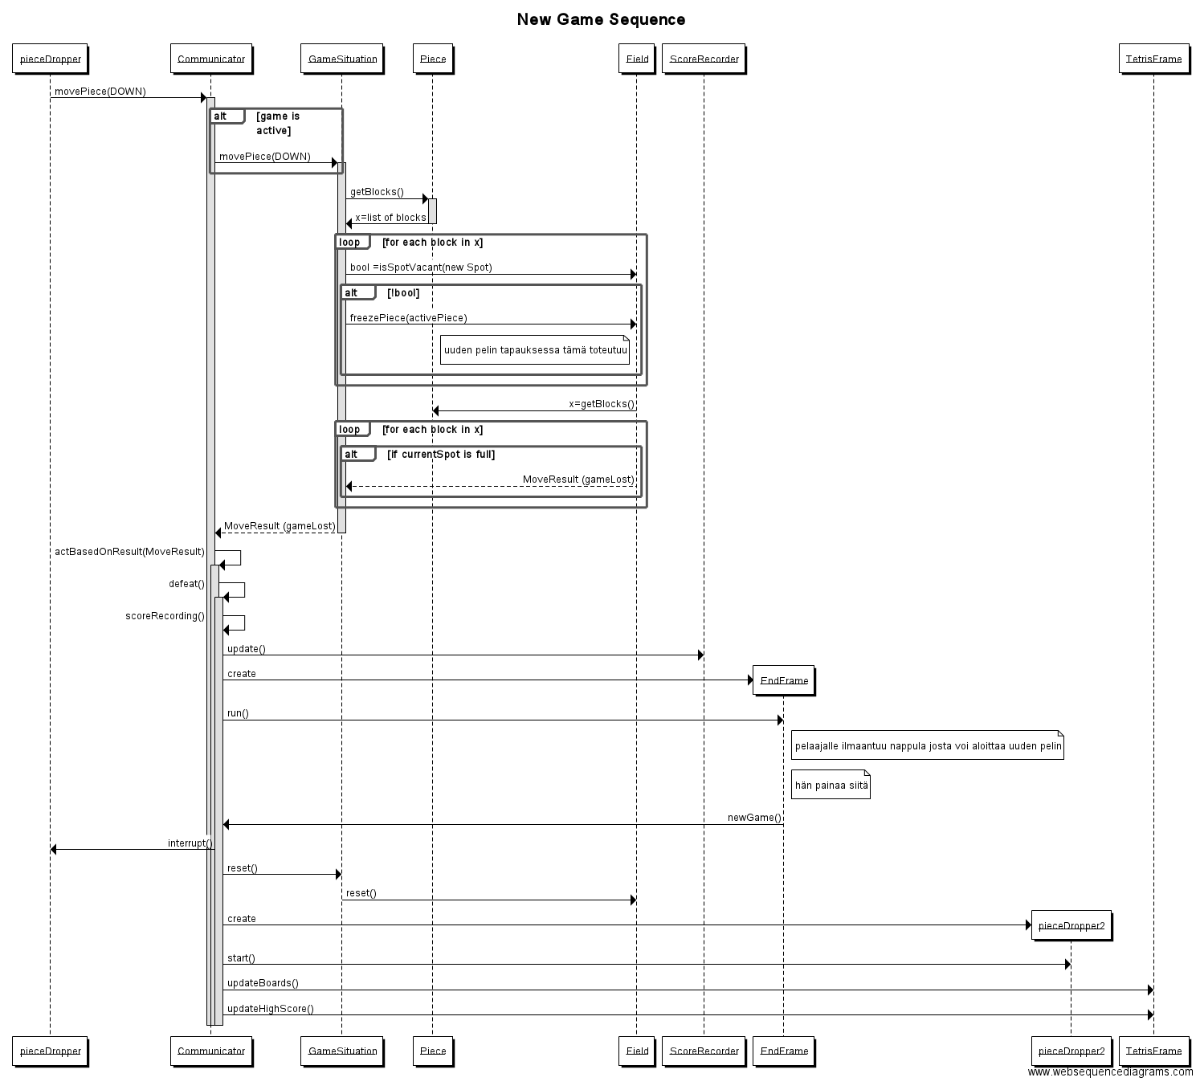 New Game Sequence
pieceDropper
Communicator
GameSituation
Piece
Field
ScoreRecorder
TetrisFrame
movePiece(DOWN)
alt
[game is
active]
movePiece(DOWN)
getBlocks()
x=list of blocks
loop
[for each block in x]
bool =isSpotVacant(new Spot)
alt
[!bool]
freezePiece(activePiece)
uuden pelin tapauksessa tämä toteutuu
x=getBlocks()
loop
[for each block in x]
alt
[if currentSpot is full]
MoveResult (gameLost)
MoveResult (gameLost)
actBasedOnResult(MoveResult)
defeat()
scoreRecording()
update()
create
EndFrame
run()
pelaajalle ilmaantuu nappula josta voi aloittaa uuden pelin
hän painaa siitä
newGame()
interrupt()
reset()
reset()
create
pieceDropper2
start()
updateBoards()
updateHighScore()
pieceDropper
Communicator
GameSituation
Piece
Field
ScoreRecorder
EndFrame
pieceDropper2
TetrisFrame
www.websequencediagrams.com